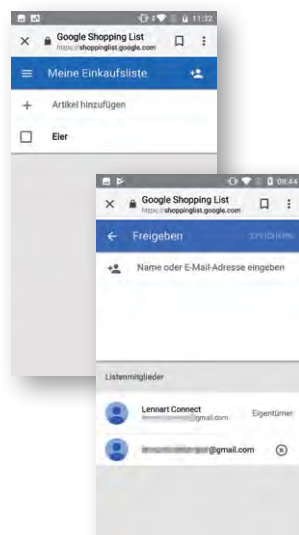 11:32
Google Shopping List
https://shoppinglist.google.com
Meine Einkaufsliste
Artikel hinzufügen
Eier
08:44
Google Shopping List
https://shoppinglist.google.com
Freigeben SPEICHERN
Name oder E-Mail-Adresse eingeben
Listenmitglieder
Lennart Connect
@gmail.com Eigentümer
@gmail.com